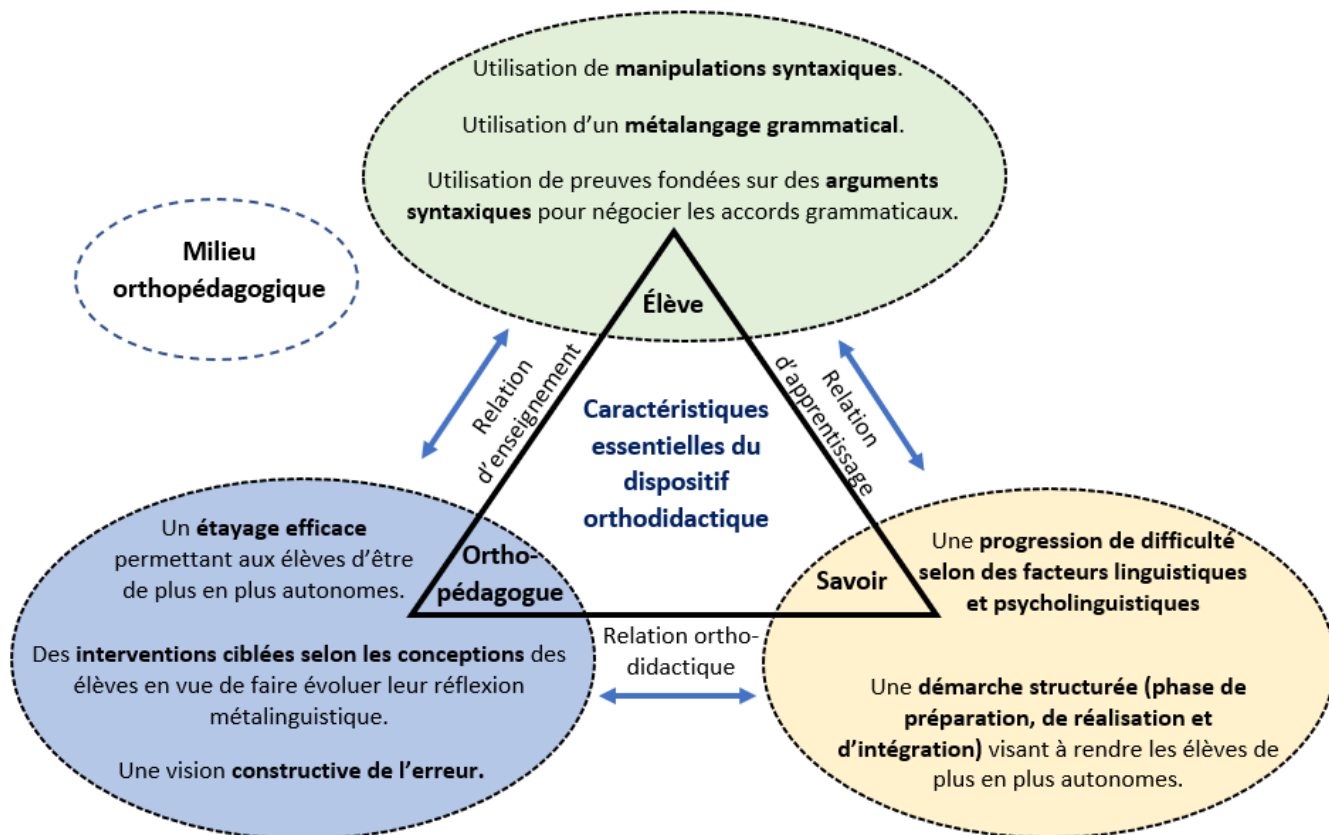 Utilisation de manipulations syntaxiques.
Utilisation d’un métalangage grammatical.
Utilisation de preuves fondées sur des arguments
syntaxiques pour négocier les accords grammaticaux.
Milieu
orthopédagogique
Élève
Relation
d’enseignement
Relation
d’apprentissage
Caractéristiques
essentielles du
dispositif
orthodidactique
Un étayage efficace
permettant aux élèves d’être
de plus en plus autonomes.
Des interventions ciblées selon les conceptions des
élèves en vue de faire évoluer leur réflexion
métalinguistique.
Une vision constructive de l’erreur.
Ortho-
pédagogue
Relation ortho-
didactique
Savoir
Une progression de difficulté
selon des facteurs linguistiques
et psycholinguistiques
Une démarche structurée (phase de
préparation, de réalisation et
d’intégration) visant à rendre les élèves de
plus en plus autonomes.